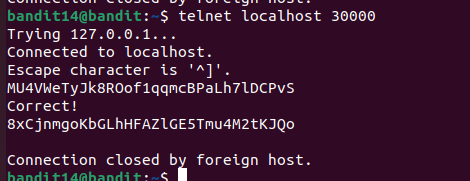 Connection closed by foreign host.
bandit14@bandit:~$ telnet localhost 30000
Trying 127.0.0.1...
Connected to localhost.
Escape character is '^]'.
MU4VWeTyJk8ROof1qqmcBPaLh7lDCPvS
Correct!
8xCjnmgoKbGLhHFAZlGE5Tmu4M2tKJQo
Connection closed by foreign host.
bandit14@bandit:~$